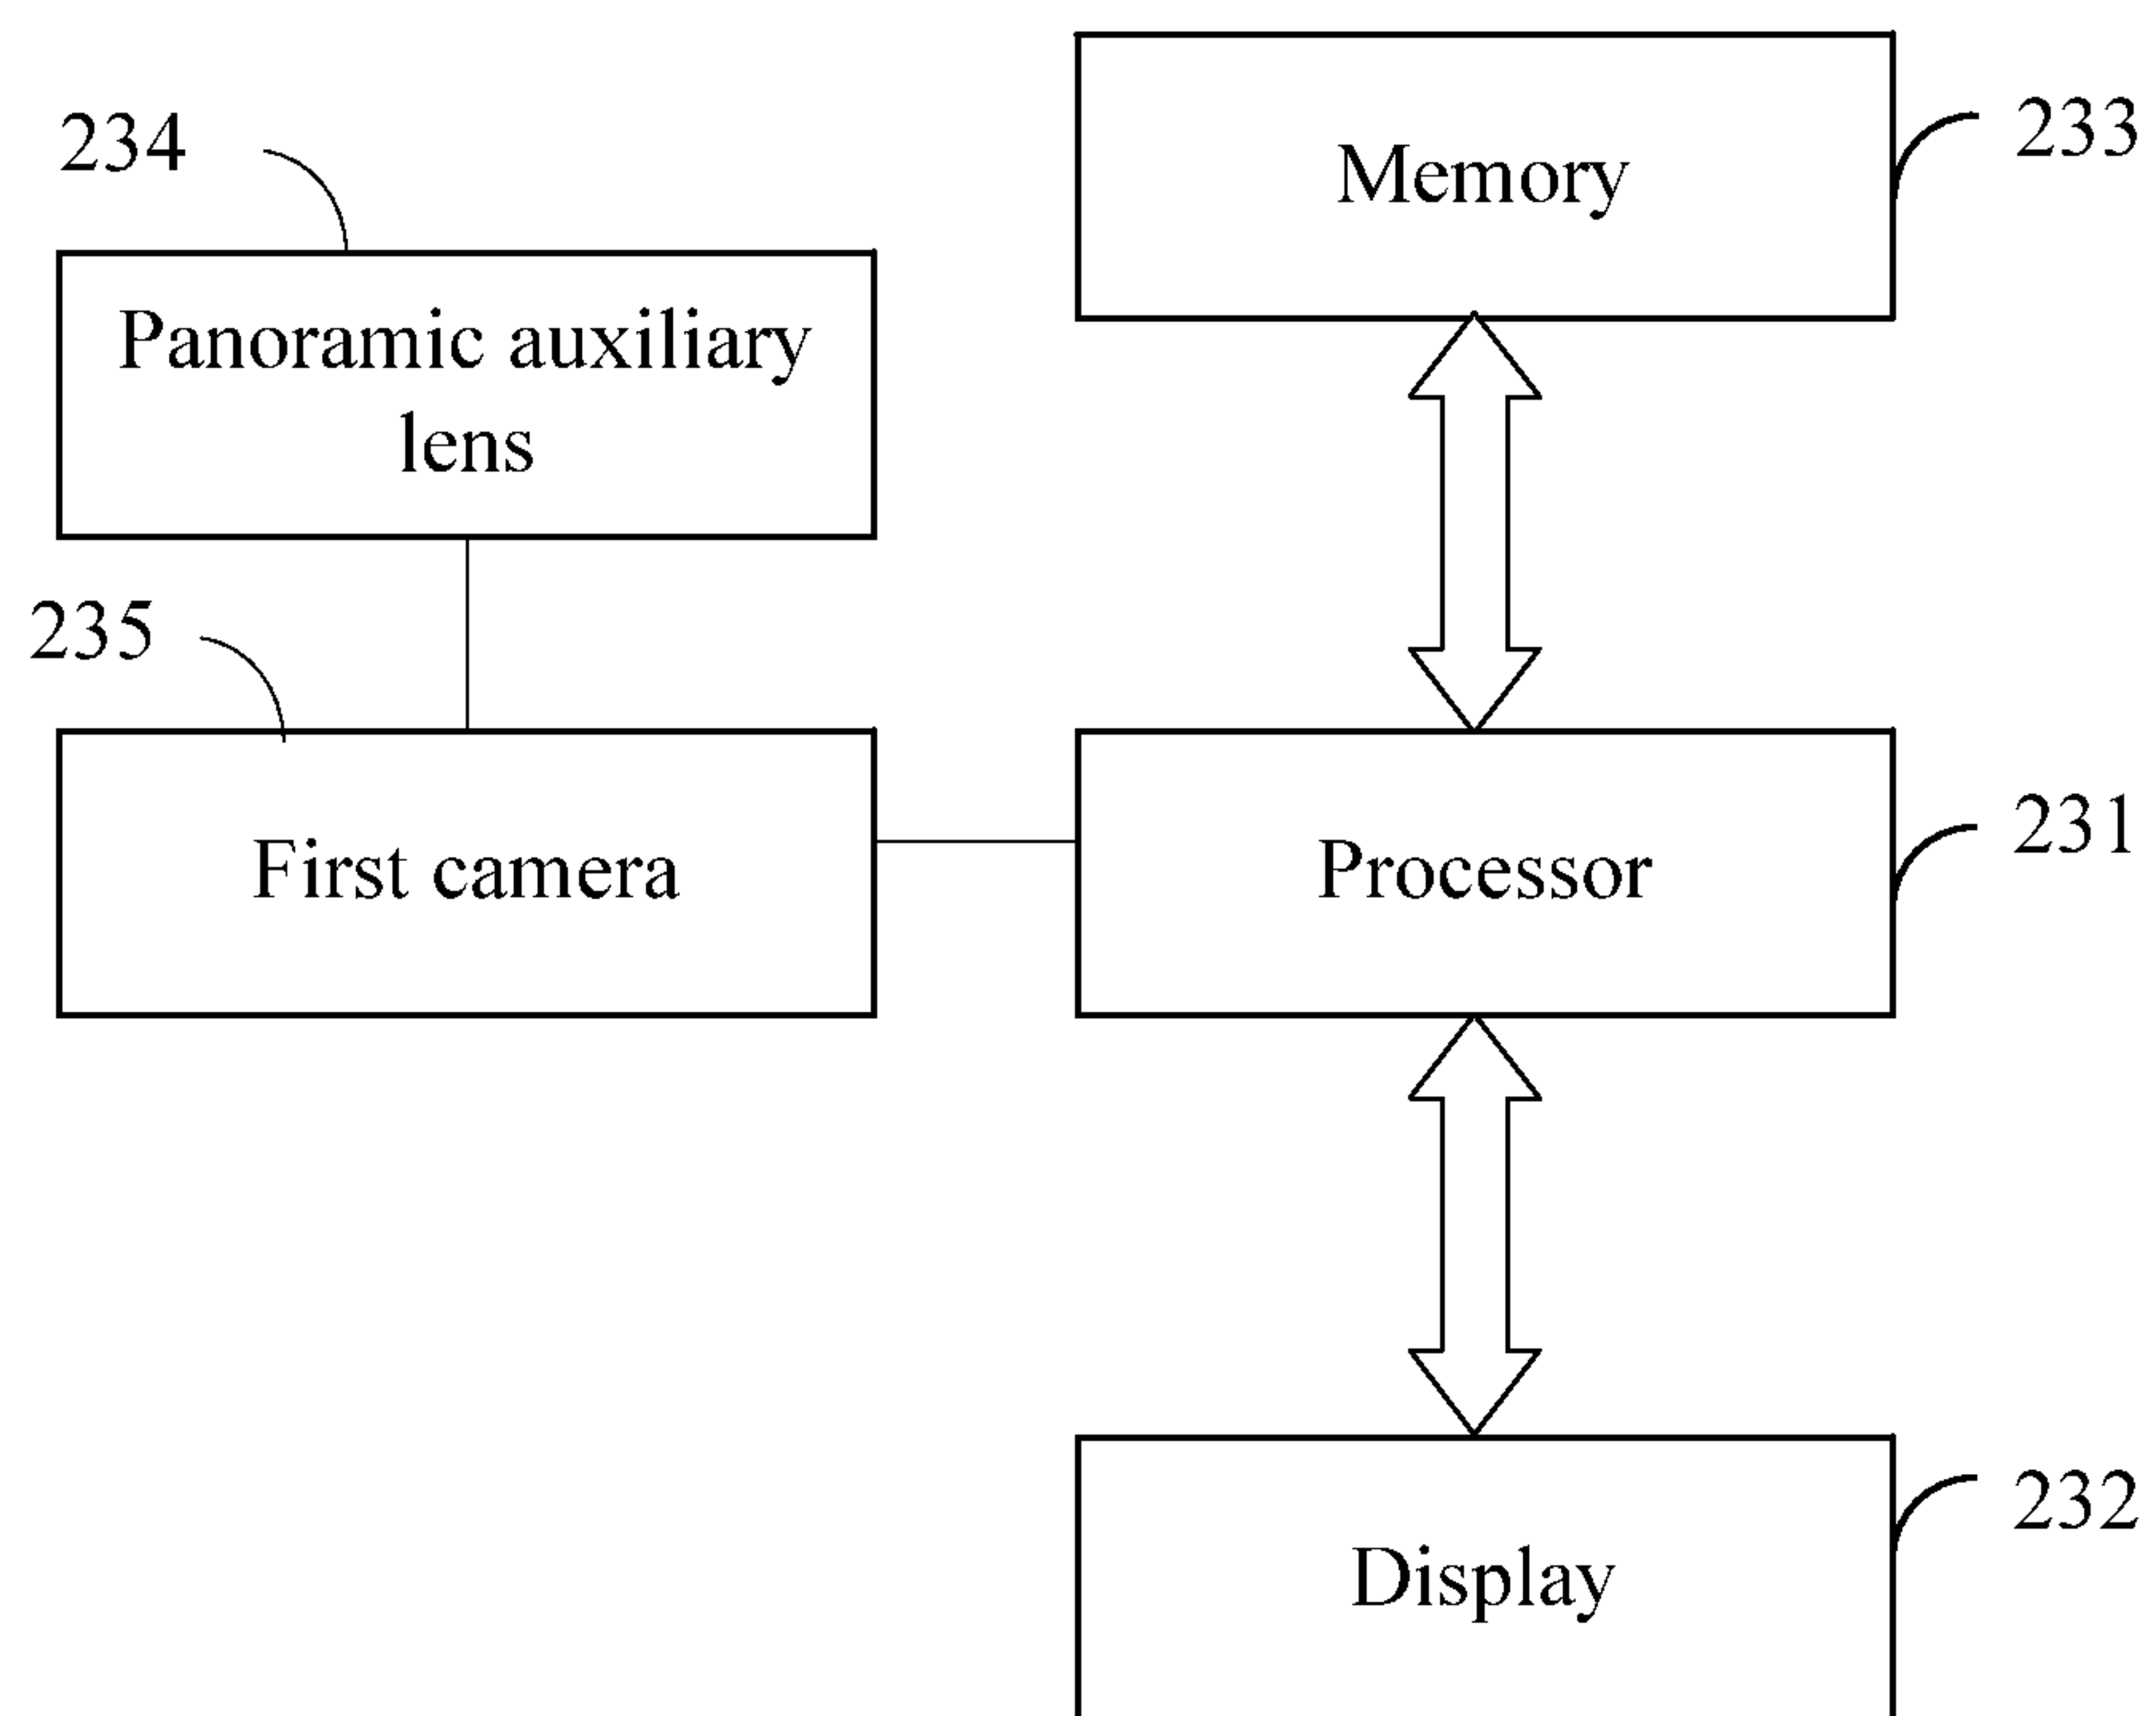 234
Panoramic auxiliary
lens
235
First camera
Memory
233
Processor
231
Display
232